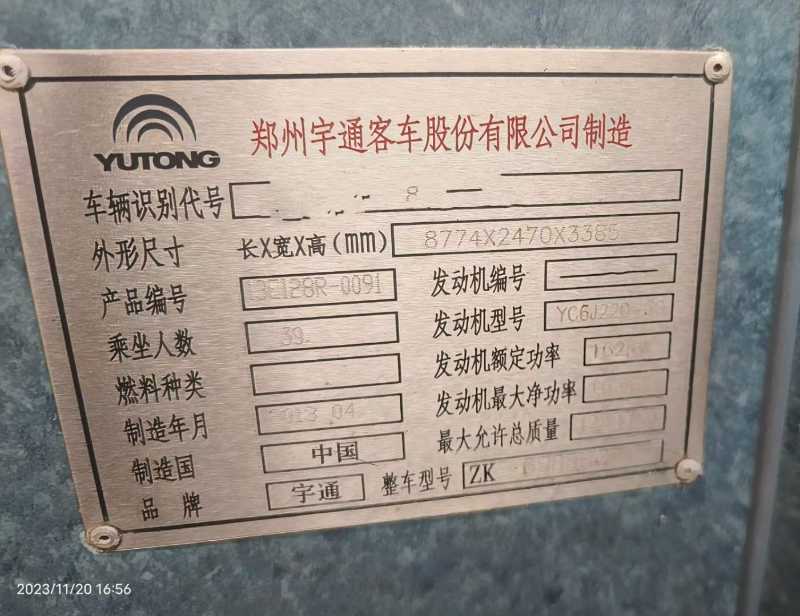 YUTONG
郑州宇通客车股份有限公司制造
车辆识别代号 8
外形尺寸 长X宽X高(mm) 8774X2470X3385
产品编号 发动机编号
乘坐人数 39 发动机型号
燃料种类 发动机额定功率
制造年月 发动机最大净功率
制造国 中国 最大允许总质量
品牌 宇通 整车型号 ZK
2023/11/20 16:56